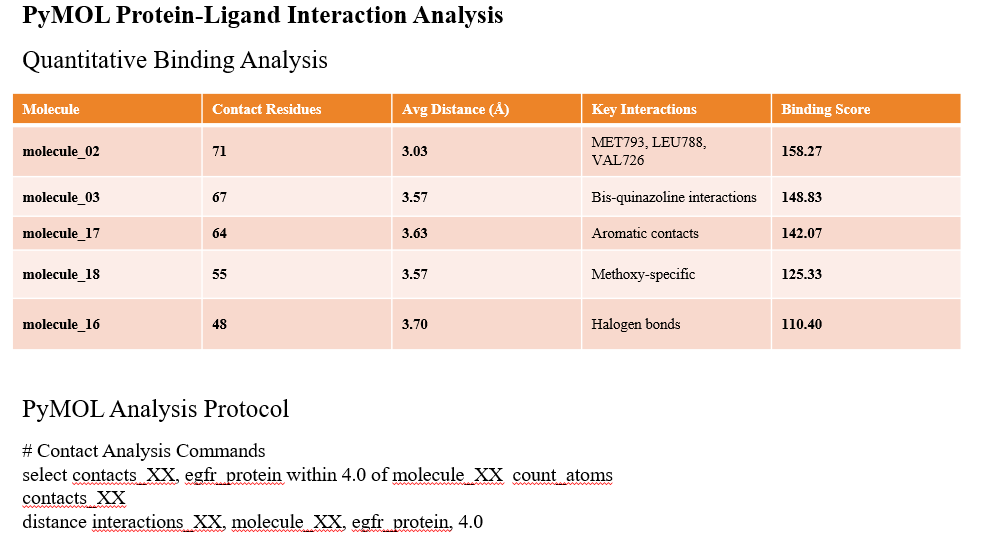 PyMOL Protein-Ligand Interaction Analysis
Quantitative Binding Analysis
Molecule Contact Residues Avg Distance (Å) Key Interactions Binding Score
molecule_02 71 3.03 MET793, LEU788, VAL726 158.27
molecule_03 67 3.57 Bis-quinazoline interactions 148.83
molecule_17 64 3.63 Aromatic contacts 142.07
molecule_18 55 3.57 Methoxy-specific 125.33
molecule_16 48 3.70 Halogen bonds 110.40
PyMOL Analysis Protocol
# Contact Analysis Commands
select contacts_XX, egfr_protein within 4.0 of molecule_XX count_atoms
contacts_XX
distance interactions_XX, molecule_XX, egfr_protein, 4.0